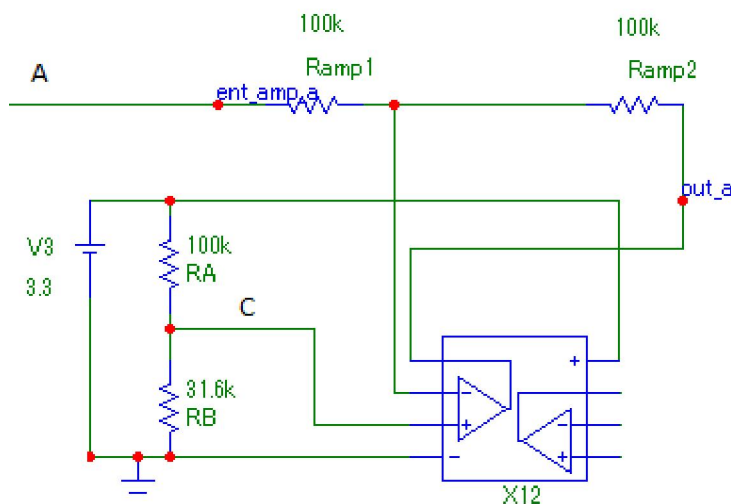 100k
100k
A
Ramp1
Ramp2
ent_amp_a
out_a
V3
100k
3.3
RA
C
31.6k
RB
X12